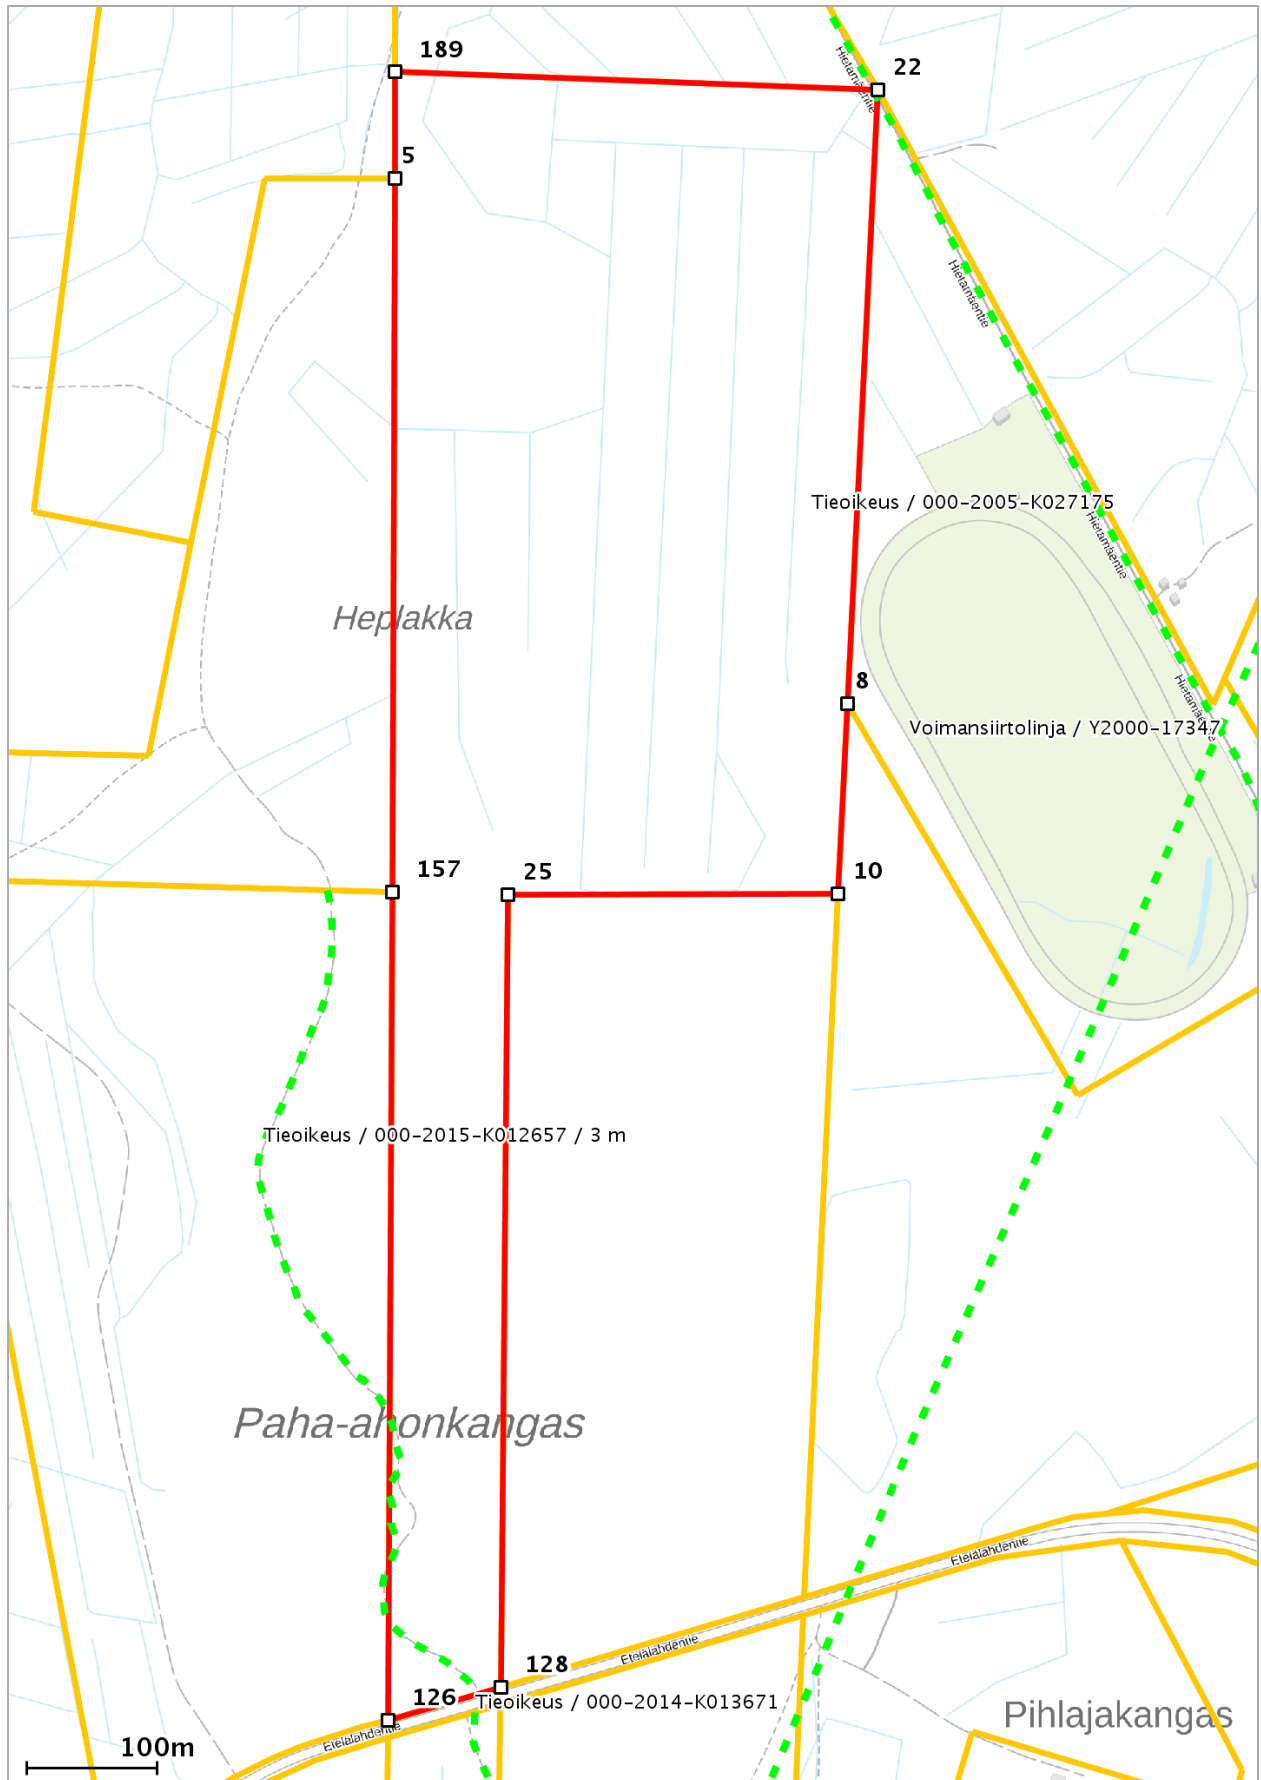 189
22
Hietamäentie
5
Hietamäentie
Tieoikeus / 000-2005-K027175
Hietamäentie
Heplakka
8
Hietamäentie
Voimansiirtolinja / Y2000-17347
157
25
10
Tieoikeus / 000-2015-K012657 / 3 m
Paha-ahonkangas
Etelälahdentie
Etelälahdentie
128
126
Tieoikeus / 000-2014-K013671
Pihlajakangas
Etelälahdentie
100m